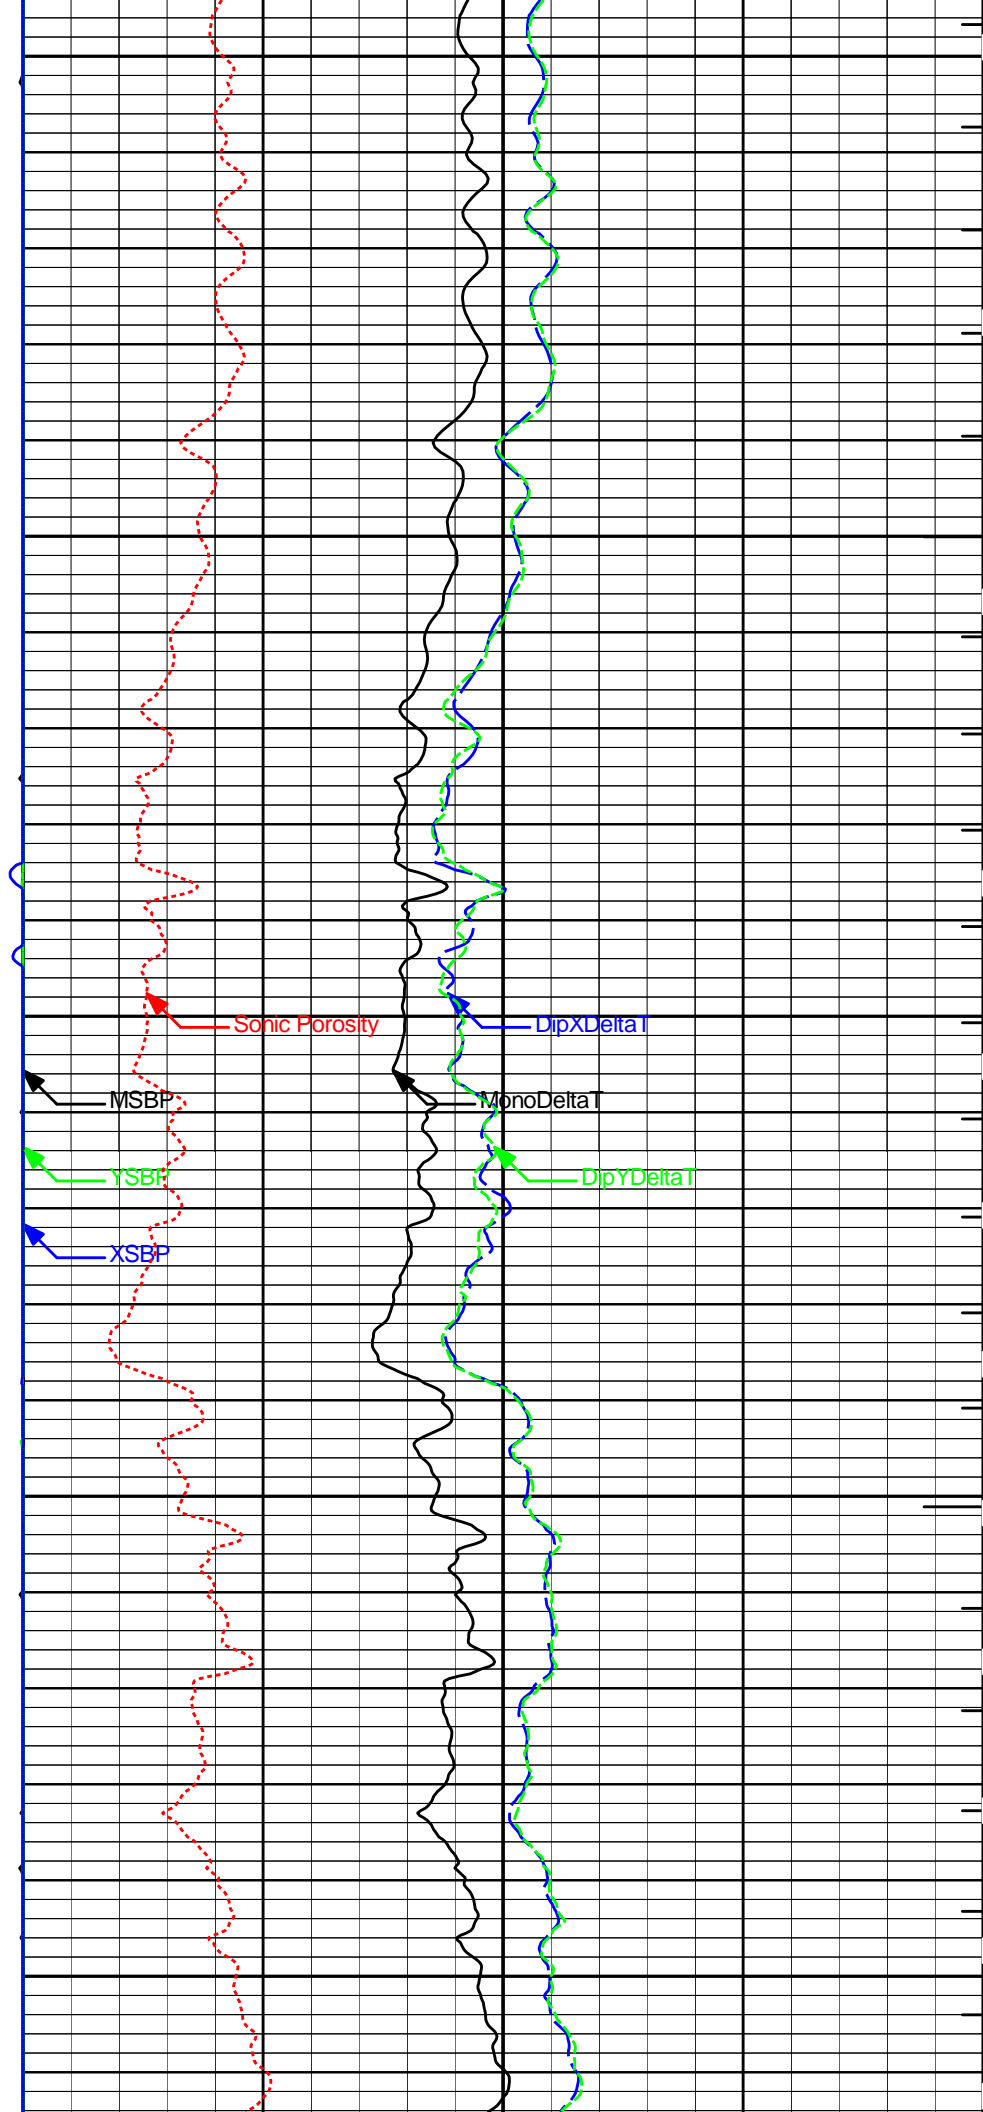 Sonic Porosity
DipXDeltaT
MSBP
MonoDeltaT
YSBP
DipYDeltaT
XSBP